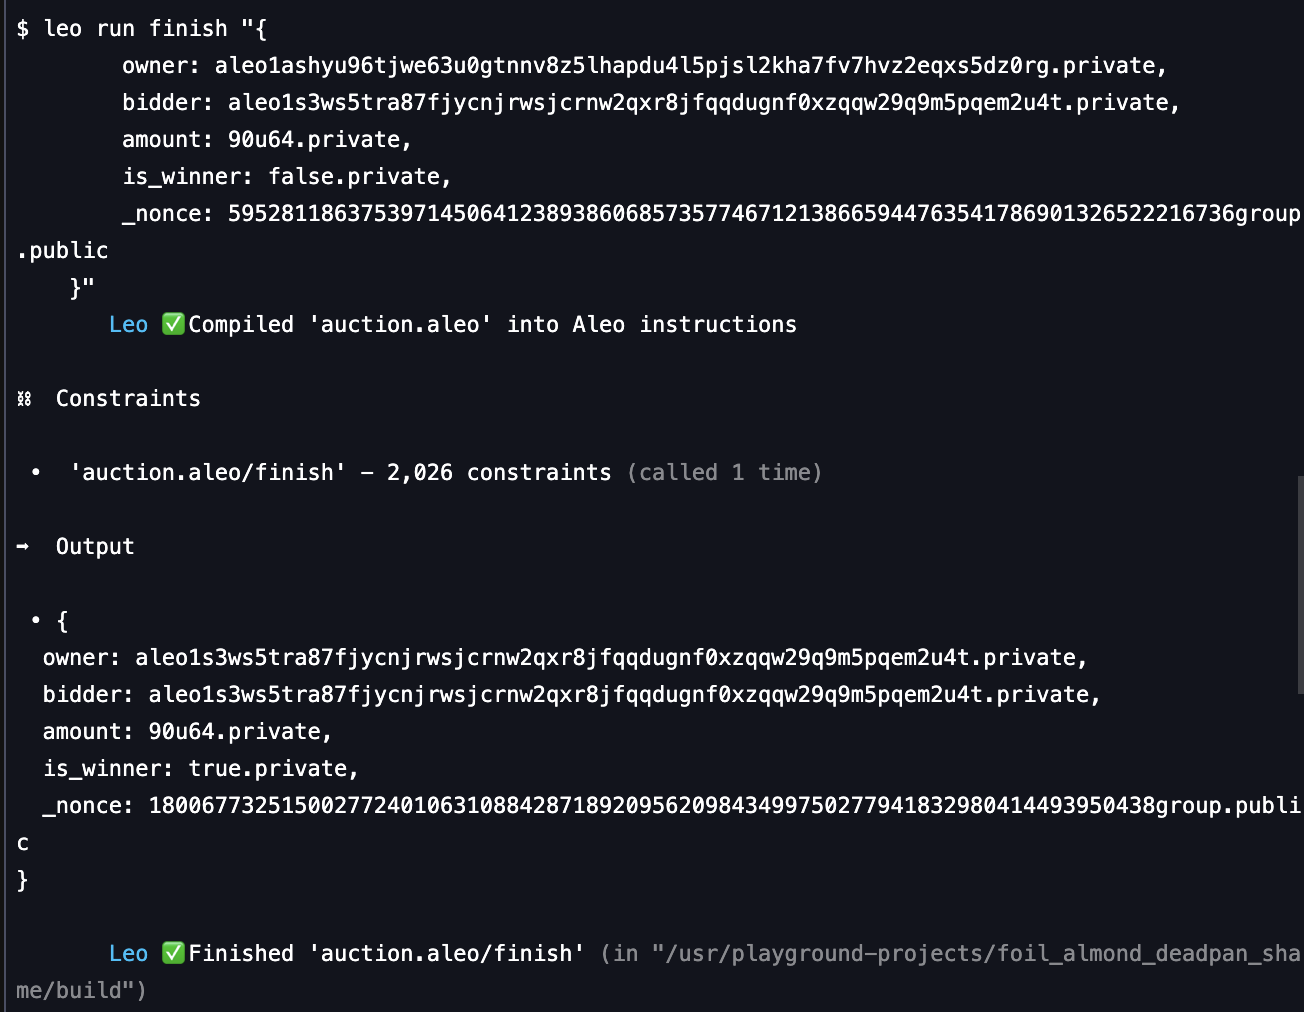 $ leo run finish "{
        owner: aleo1ashyu96tjwe63u0gtnnv8z5lhapdu4l5pjsl2kha7fv7hvz2eqxs5dz0rg.private,
        bidder: aleo1s3ws5tra87fjycnjrwsjcrnw2qxr8jfqqdugnf0xzqqw29q9m5pqem2u4t.private,
        amount: 90u64.private,
        is_winner: false.private,
        _nonce: 5952811863753971450641238938606857357746712138665944763541786901326522216736group
.public
    }"
       Leo ✅Compiled 'auction.aleo' into Aleo instructions
⛓  Constraints
 •  'auction.aleo/finish' – 2,026 constraints (called 1 time)
➡  Output
 • {
  owner: aleo1s3ws5tra87fjycnjrwsjcrnw2qxr8jfqqdugnf0xzqqw29q9m5pqem2u4t.private,
  bidder: aleo1s3ws5tra87fjycnjrwsjcrnw2qxr8jfqqdugnf0xzqqw29q9m5pqem2u4t.private,
  amount: 90u64.private,
  is_winner: true.private,
  _nonce: 1800677325150027724010631088428718920956209843499750277941832980414493950438group.publi
c
}
       Leo ✅Finished 'auction.aleo/finish' (in "/usr/playground-projects/foil_almond_deadpan_sha
me/build")